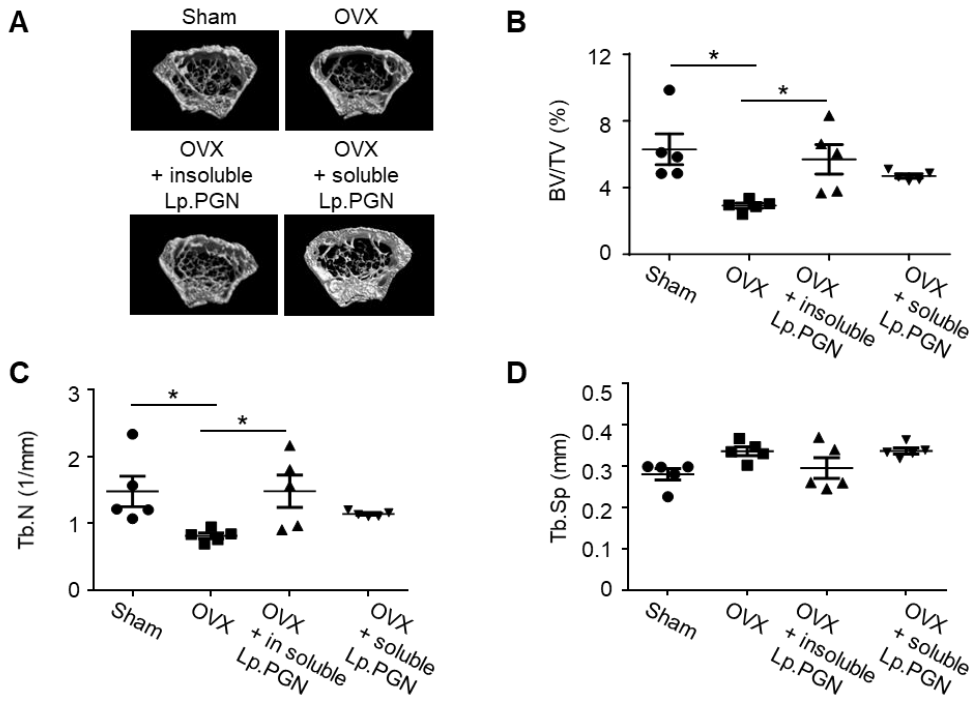 A
Sham
OVX
OVX
+ insoluble
Lp.PGN
OVX
+ soluble
Lp.PGN
B
BV/TV (%)
12
8
4
0
*
*
Sham
OVX
OVX
+ insoluble
Lp.PGN
OVX
+ soluble
Lp.PGN
C
Tb.N (1/mm)
3
2
1
0
*
*
Sham
OVX
OVX
+ in soluble
Lp.PGN
OVX
+ soluble
Lp.PGN
D
Tb.Sp (mm)
0.5
0.4
0.3
0.2
0.1
0
Sham
OVX
OVX
+ insoluble
Lp.PGN
OVX
+ soluble
Lp.PGN